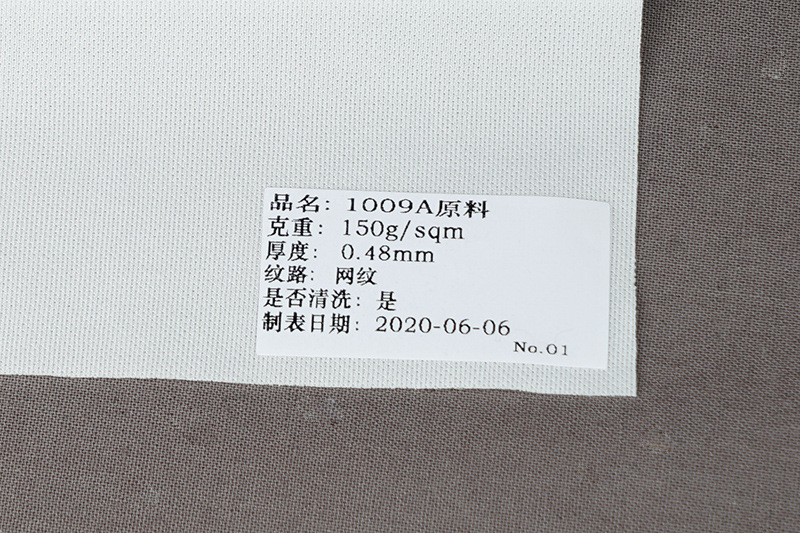 品名: 1009A原料
克重: 150g/sqm
厚度: 0.48mm
纹路: 网纹
是否清洗: 是
制表日期: 2020-06-06
No.01